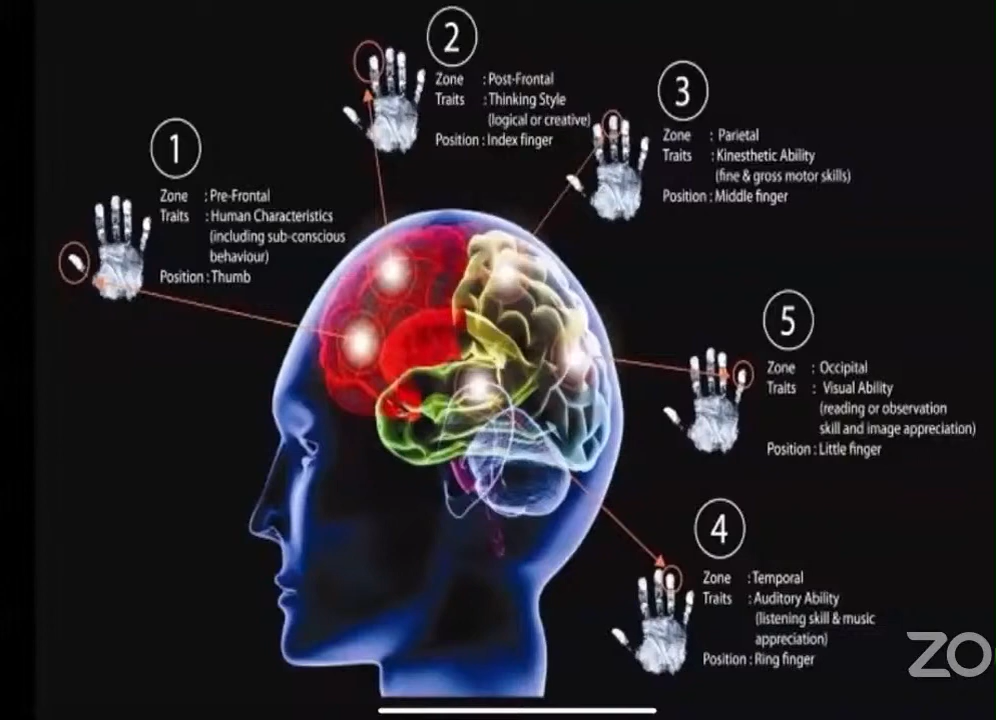 1
Zone : Pre-Frontal
Traits : Human Characteristics
(including sub-conscious
behaviour)
Position : Thumb
2
Zone : Post-Frontal
Traits : Thinking Style
(logical or creative)
Position : Index finger
3
Zone : Parietal
Traits : Kinesthetic Ability
(fine & gross motor skills)
Position : Middle finger
5
Zone : Occipital
Traits : Visual Ability
(reading or observation
skill and image appreciation)
Position : Little finger
4
Zone : Temporal
Traits : Auditory Ability
(listening skill & music
appreciation)
Position : Ring finger
ZO